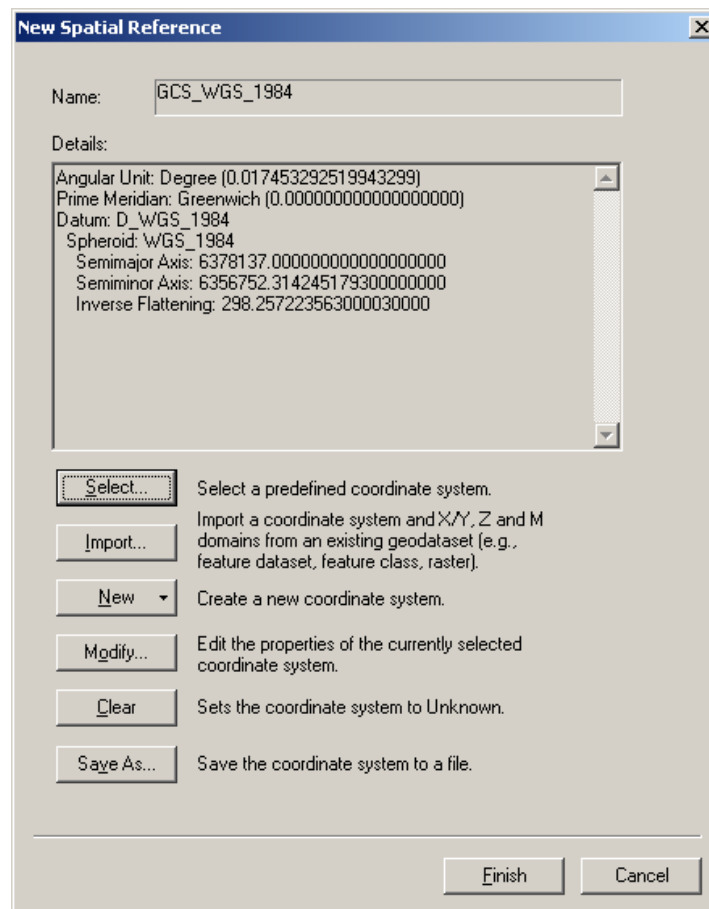 New Spatial Reference
Name: GCS_WGS_1984
Details:
Angular Unit: Degree (0.017453292519943299)
Prime Meridian: Greenwich (0.000000000000000000)
Datum: D_WGS_1984
Spheroid: WGS_1984
Semimajor Axis: 6378137.000000000000000000
Semiminor Axis: 6356752.314245179300000000
Inverse Flattening: 298.257223563000030000
Select... Select a predefined coordinate system.
Import... Import a coordinate system and X/Y, Z and M
domains from an existing geodataset (e.g.,
feature dataset, feature class, raster).
New Create a new coordinate system.
Modify... Edit the properties of the currently selected
coordinate system.
Clear Sets the coordinate system to Unknown.
Save As... Save the coordinate system to a file.
Finish Cancel